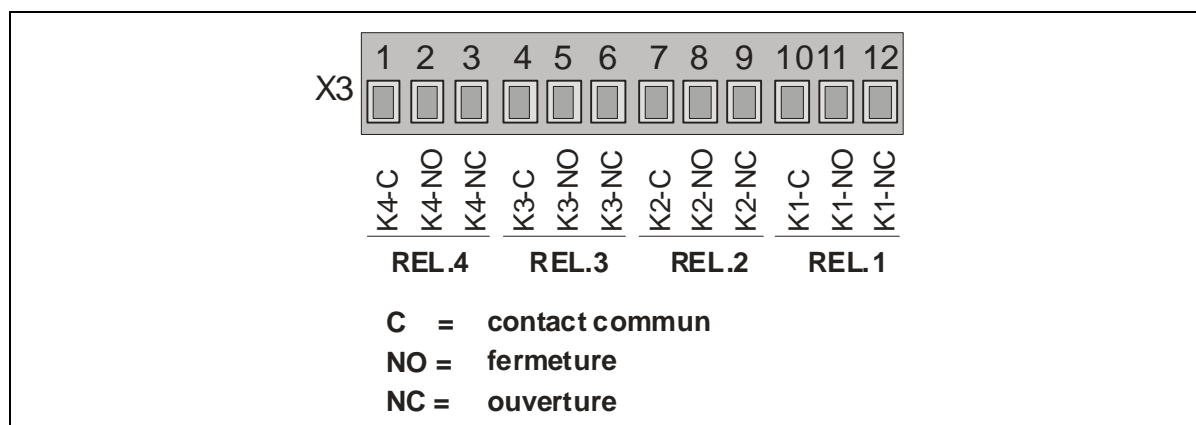 1 2 3 4 5 6 7 8 9 10 11 12
X3
K4-C K4-NO K4-NC K3-C K3-NO K3-NC K2-C K2-NO K2-NC K1-C K1-NO K1-NC
REL.4 REL.3 REL.2 REL.1
C = contact commun
NO = fermeture
NC = ouverture